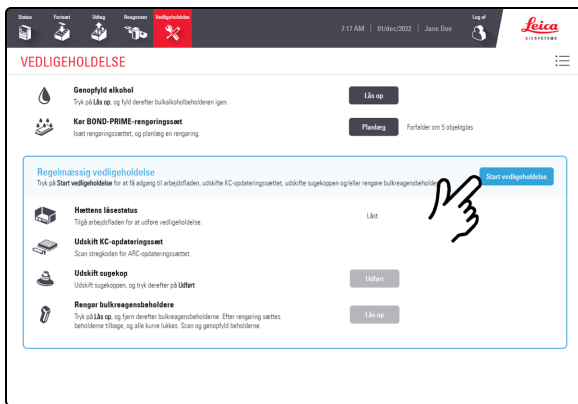 Status Forisæt Udtag Reagenser Vedligeholdelse
7:17 AM | 01/dec/2022 | Jane Doe
Log af
Leica
BIOSYSTEMS
VEDLIGEHOLDELSE
Genopfyld alkohol
Tryk på Lås op, og fyld derefter bulkalkoholbeholderen igen.
Lås op
Kør BOND-PRIME-rengøringssæt
Isæt rengøringssættet, og planlæg en rengøring.
Planlæg
Forfalder om 5 objektglas
Regelmæssig vedligeholdelse
Tryk på Start vedligeholdelse for at få adgang til arbejdsfladen, udskifte KC-opdateringssættet, udskifte sugekoppen og/eller rengøre bulkreagensbeholde
Start vedligeholdelse
Hættens låsestatus
Tilgå arbejdsfladen for at udføre vedligeholdelse.
Låst
Udskift KC-opdateringssæt
Scan stregkoden for ARC-opdateringssættet
Udskift sugekop
Udskift sugekoppen, og tryk derefter på Udført
Udført
Rengør bulkreagensbeholdere
Tryk på Lås op, og fjern derefter bulkreagensbeholderne. Efter rengøring sættes
beholderne tilbage, og alle kurve lukkes. Scan og genopfyld beholderne.
Lås op